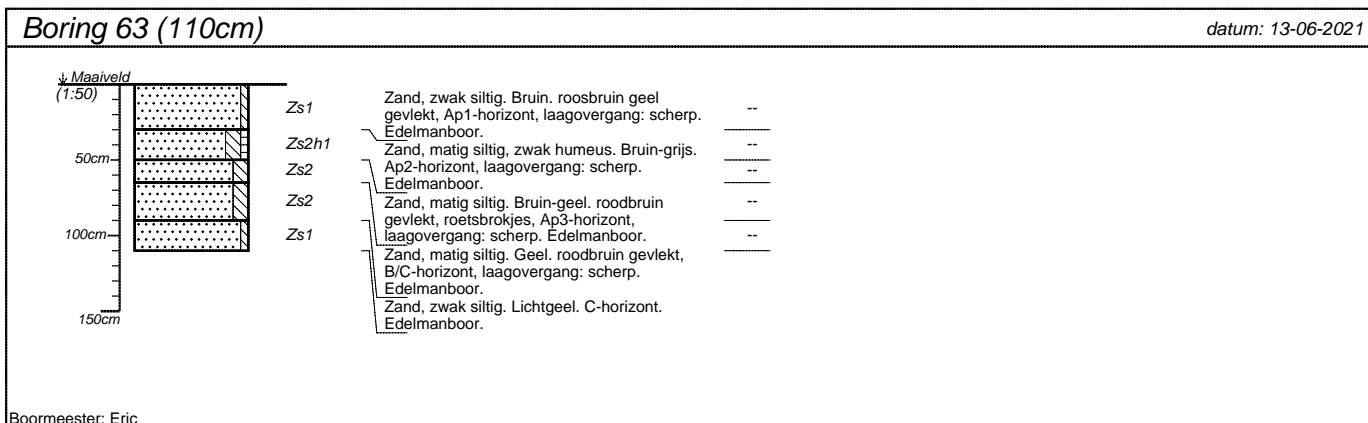 Boring 63 (110cm)
datum: 13-06-2021
Maaiveld
(1:50)
50cm
100cm
150cm
Zs1
Zs2h1
Zs2
Zs2
Zs1
Zand, zwak siltig. Bruin. roosbruin geel
gevlekt, Ap1-horizont, laagovergang: scherp.
Edelmanboor.
Zand, matig siltig, zwak humeus. Bruin-grijs.
Ap2-horizont, laagovergang: scherp.
Edelmanboor.
Zand, matig siltig. Bruin-geel. roodbruin
gevlekt, roetsbrokjes, Ap3-horizont,
laagovergang: scherp. Edelmanboor.
Zand, matig siltig. Geel. roodbruin gevlekt,
B/C-horizont, laagovergang: scherp.
Edelmanboor.
Zand, zwak siltig. Lichtgeel. C-horizont.
Edelmanboor.
--
--
--
--
--
Boormeester: Eric